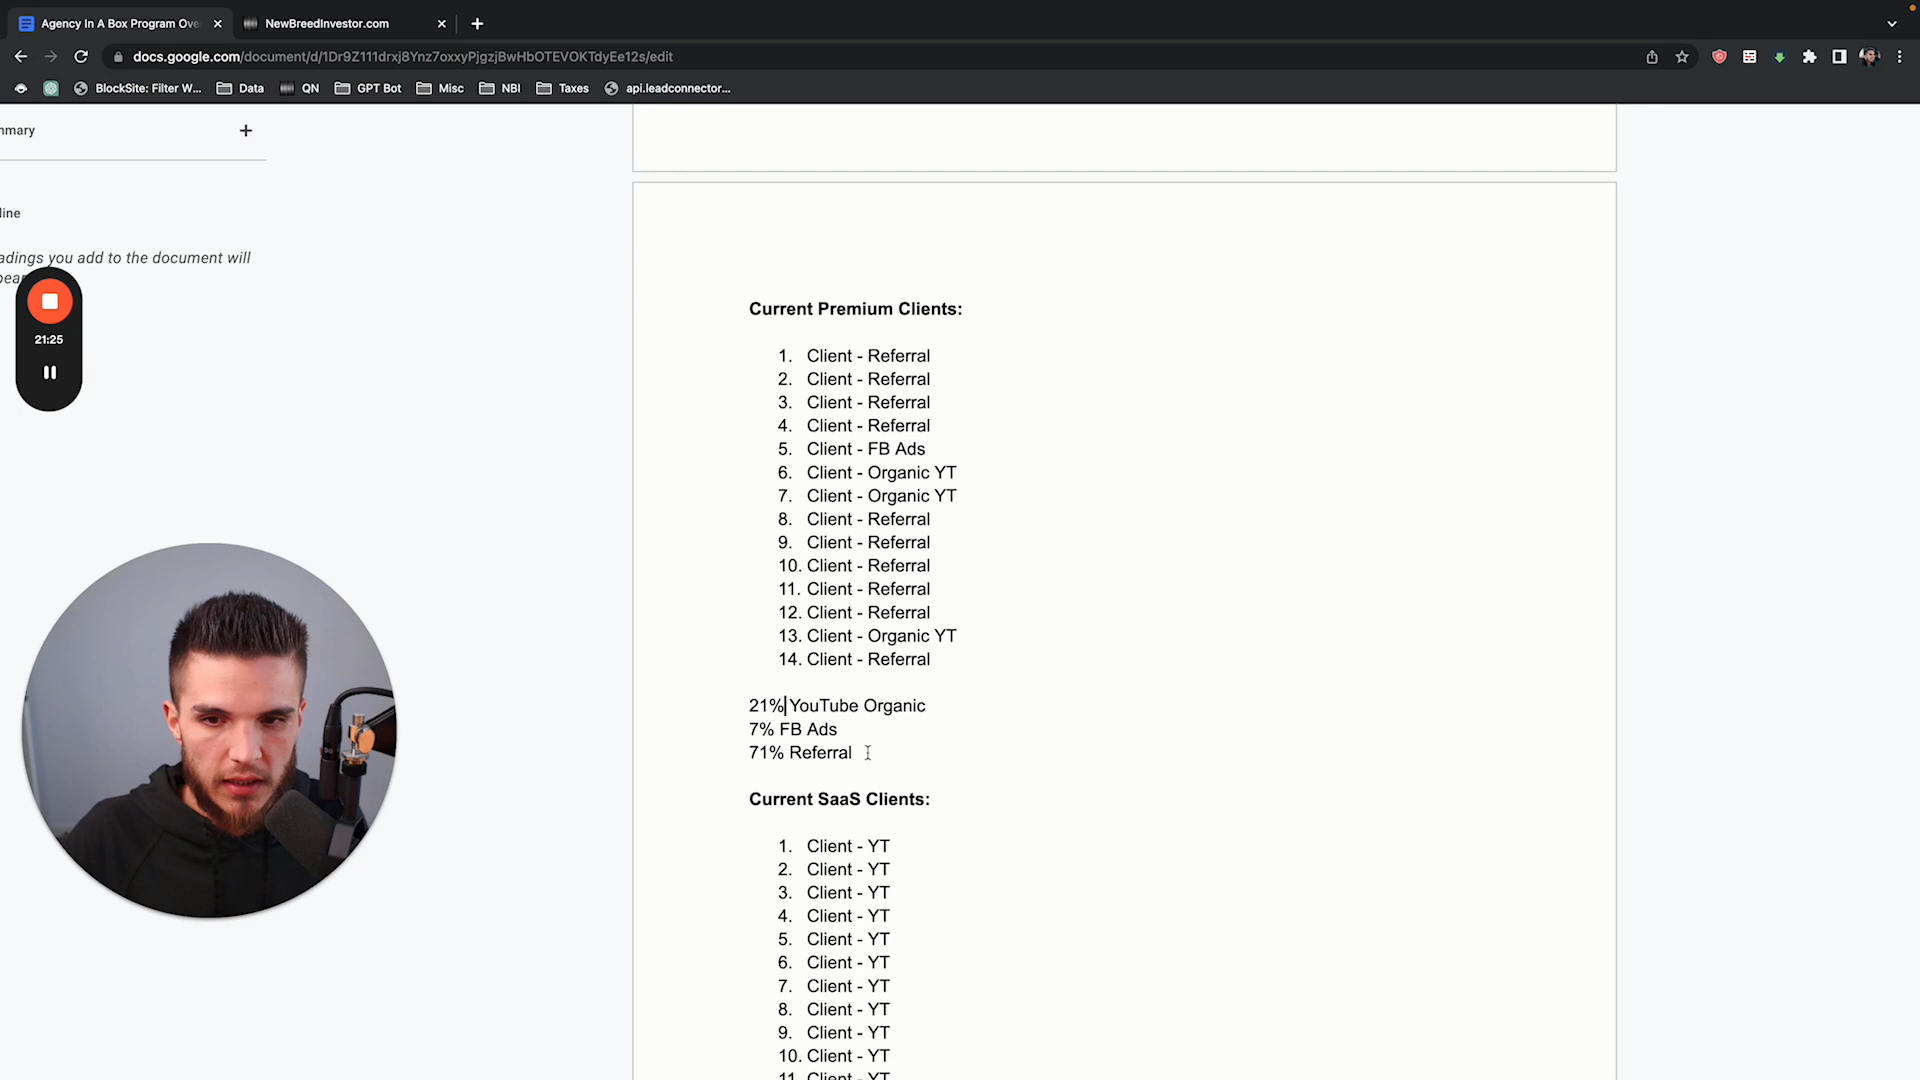 Agency In A Box Program Ove
NewBreedInvestor.com
docs.google.com/document/d/1Dr9Z111drxj8Ynz7oxxyPjgzjBwHbOTEVOKTdyEe12s/edit
BlockSite: Filter W...
Data
QN
GPT Bot
Misc
NBI
Taxes
api.leadconnector...
mmary
line
adings you add to the document will
pear
21:25
Current Premium Clients:
1. Client - Referral
2. Client - Referral
3. Client - Referral
4. Client - Referral
5. Client - FB Ads
6. Client - Organic YT
7. Client - Organic YT
8. Client - Referral
9. Client - Referral
10. Client - Referral
11. Client - Referral
12. Client - Referral
13. Client - Organic YT
14. Client - Referral
21% YouTube Organic
7% FB Ads
71% Referral
Current SaaS Clients:
1. Client - YT
2. Client - YT
3. Client - YT
4. Client - YT
5. Client - YT
6. Client - YT
7. Client - YT
8. Client - YT
9. Client - YT
10. Client - YT
11. Client - YT